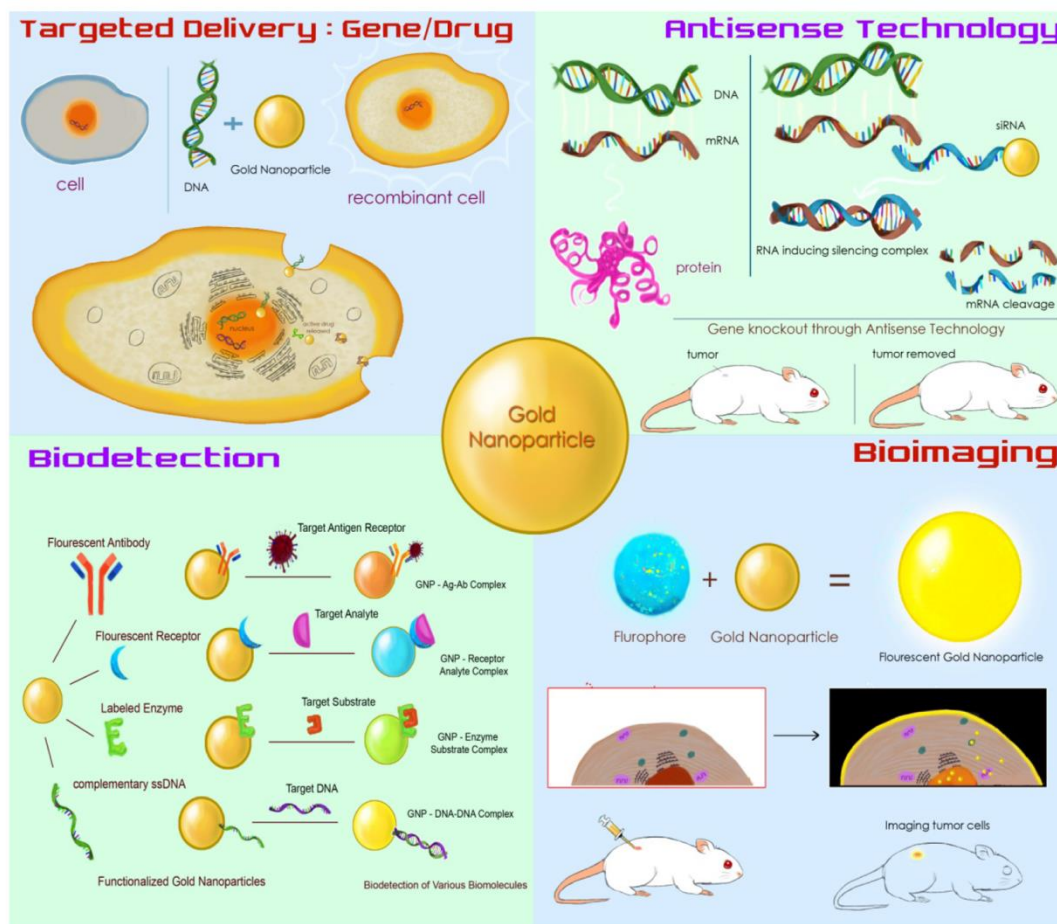 Targeted Delivery : Gene/Drug
cell
DNA
Gold Nanoparticle
recombinant cell
nucleus
active drug
released
Antisense Technology
DNA
mRNA
siRNA
protein
RNA inducing silencing complex
mRNA cleavage
Gene knockout through Antisense Technology
tumor
tumor removed
Gold
Nanoparticle
Biodetection
Flourescent Antibody
Target Antigen Receptor
GNP - Ag-Ab Complex
Flourescent Receptor
Target Analyte
GNP - Receptor
Analyte Complex
Labeled Enzyme
Target Substrate
GNP - Enzyme
Substrate Complex
complementary ssDNA
Target DNA
GNP - DNA-DNA Complex
Functionalized Gold Nanoparticles
Biodetection of Various Biomolecules
Bioimaging
Flurophore
Gold Nanoparticle
Flourescent Gold Nanoparticle
Imaging tumor cells